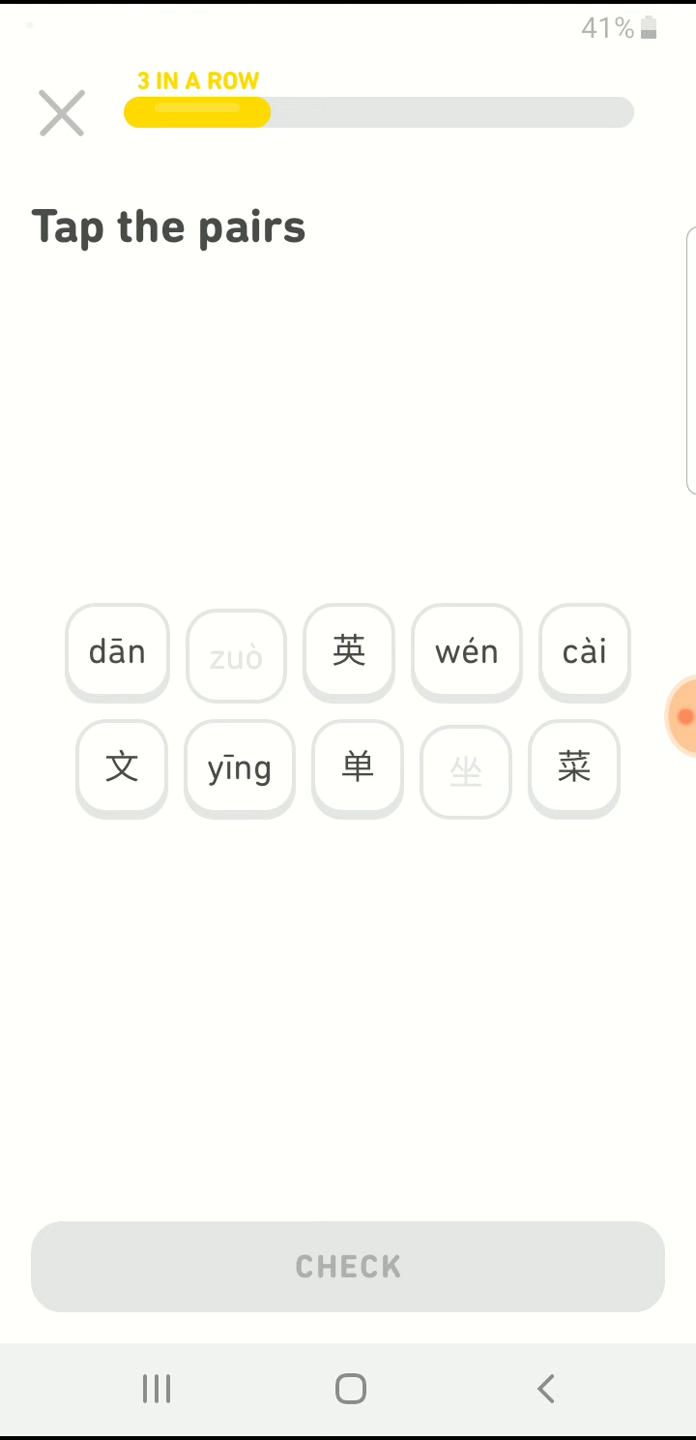 41%
3 IN A ROW
Tap the pairs
dān zuò 英 wén cài
文 yīng 单 坐 菜
CHECK